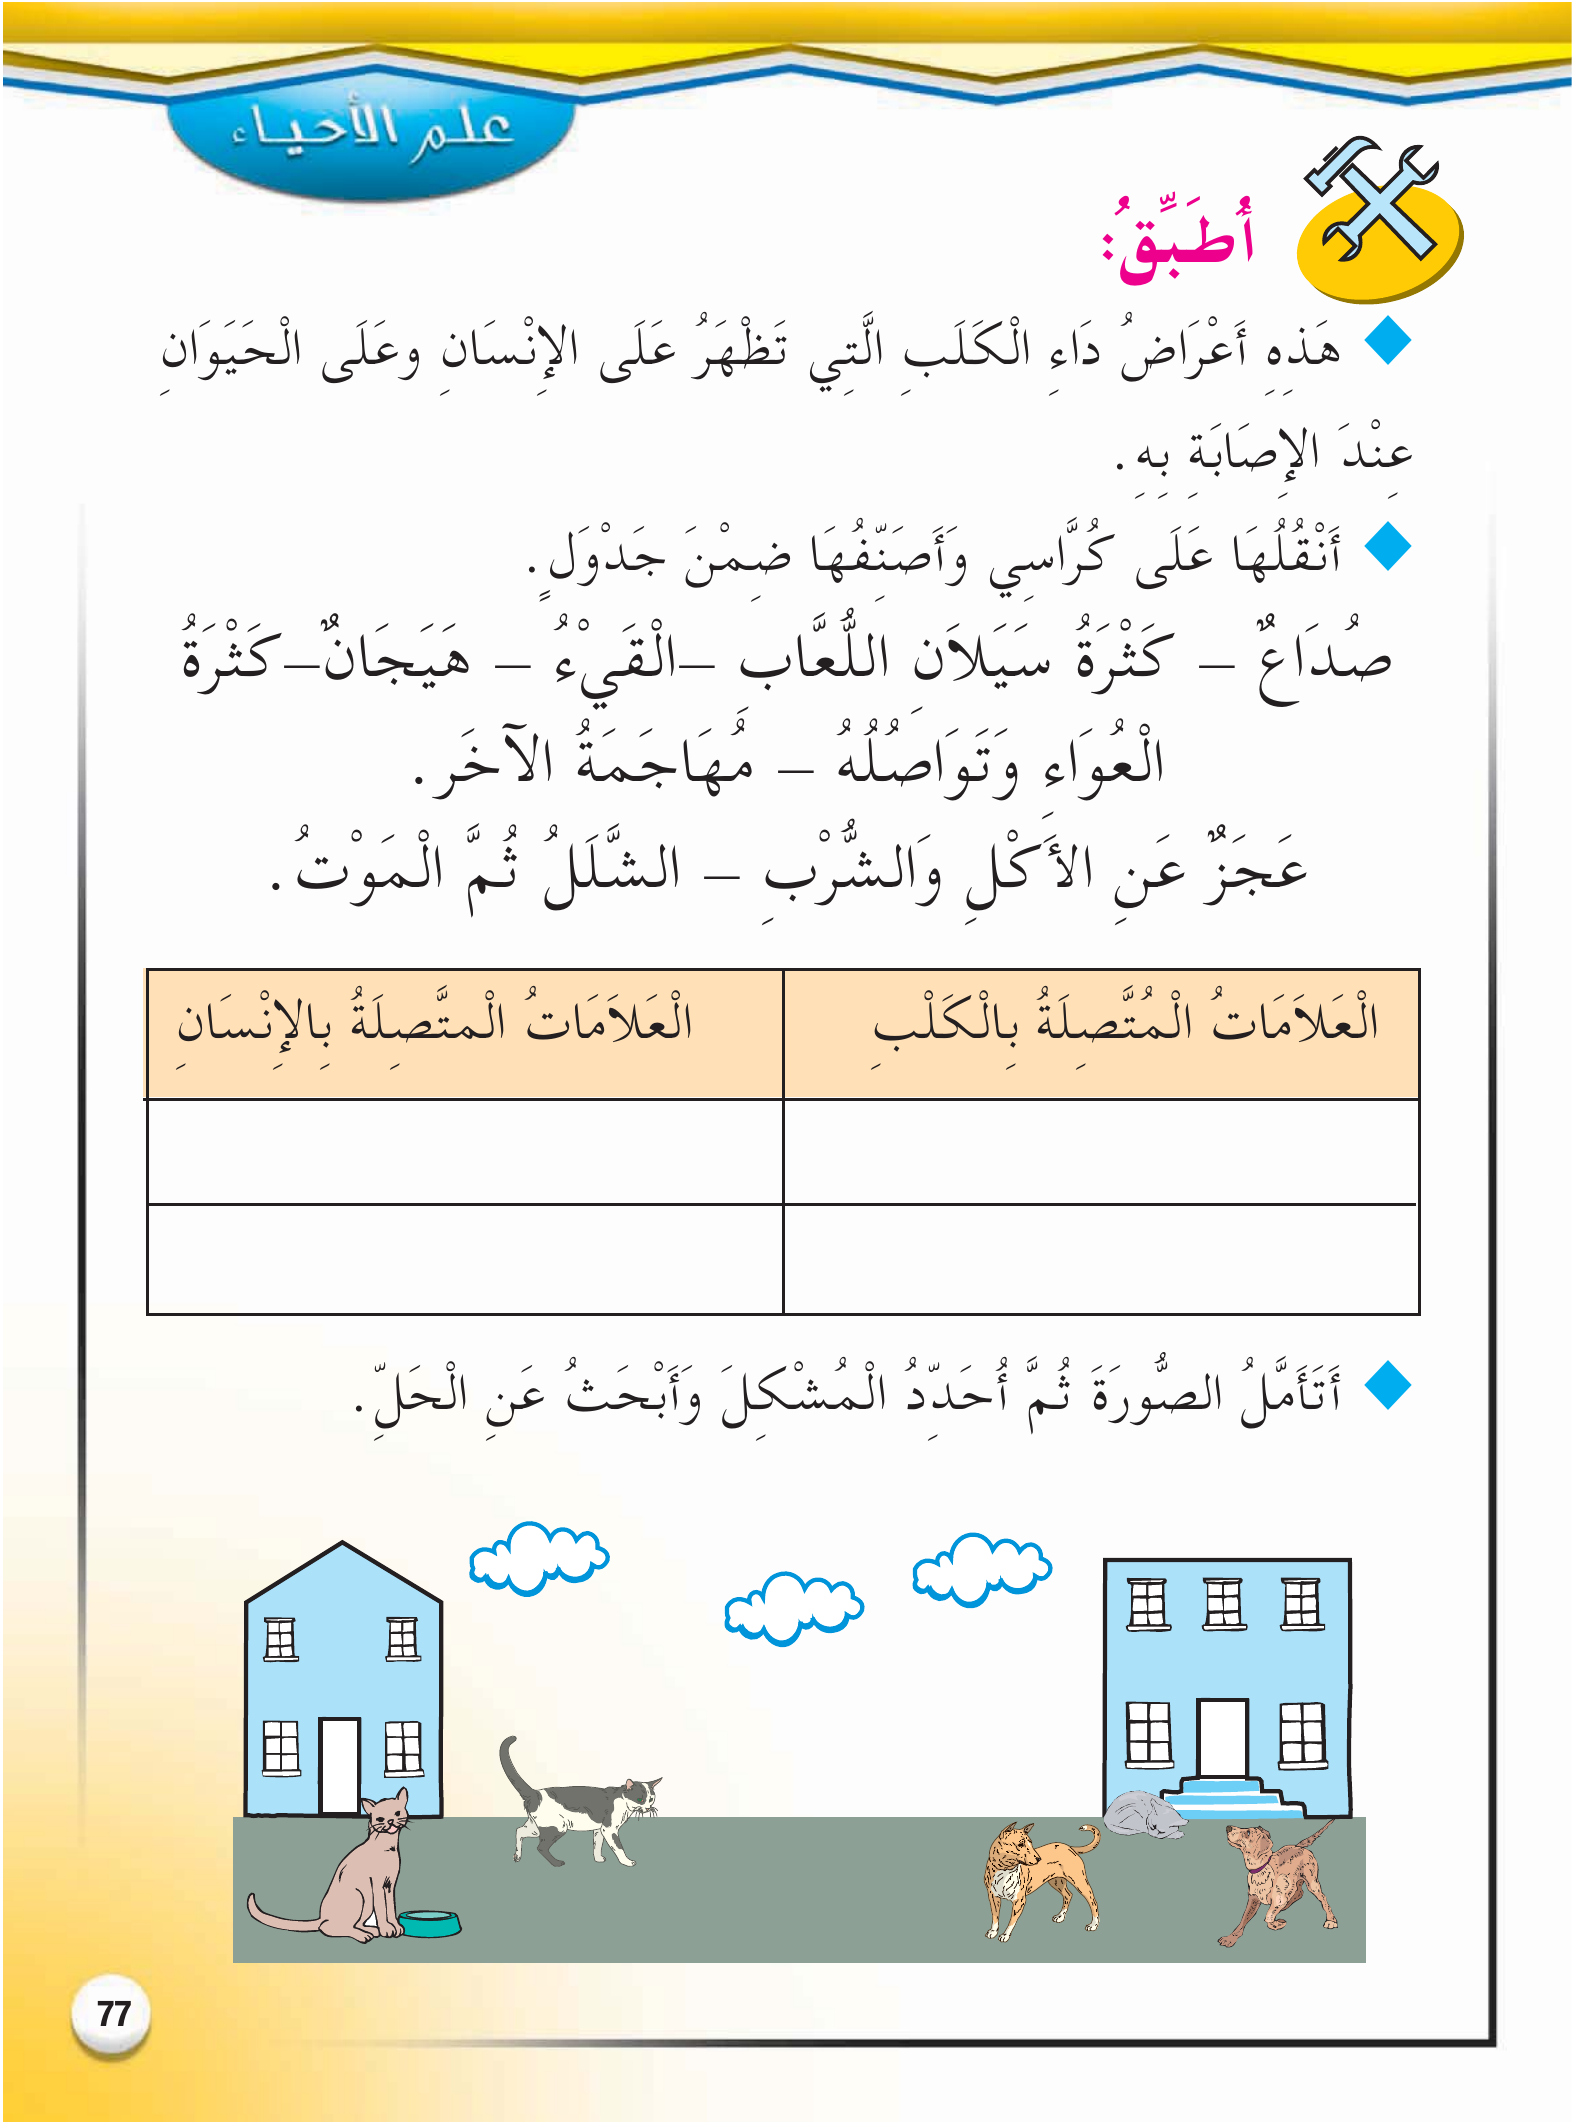 علم الأحياء
أُطَبِّقُ:
هَذِهِ أَعْرَاضُ دَاءِ الْكَلَبِ الَّتِي تَظْهَرُ عَلَى الإِنْسَانِ وعَلَى الْحَيَوَانِ
عِنْدَ الإِصَابَةِ بِهِ.
أَنْقُلُهَا عَلَى كُرَّاسِي وَأَصَنِّفُهَا ضِمْنَ جَدْوَلٍ.
صُدَاعٌ – كَثْرَةُ سَيَلاَنِ اللُّعَّابِ –الْقَيْءُ – هَيَجَانٌ–كَثْرَةُ
الْعُوَاءِ وَتَوَاصُلُهُ – مُهَاجَمَةُ الآخَر.
عَجَزٌ عَنِ الأَكْلِ وَالشُّرْبِ – الشَّلَلُ ثُمَّ الْمَوْتُ.
الْعَلاَمَاتُ الْمُتَّصِلَةُ بِالْكَلْبِ	الْعَلاَمَاتُ الْمتَّصِلَةُ بِالإِنْسَانِ
أَتَأَمَّلُ الصُّورَةَ ثُمَّ أُحَدِّدُ الْمُشْكِلَ وَأَبْحَثُ عَنِ الْحَلِّ.
77